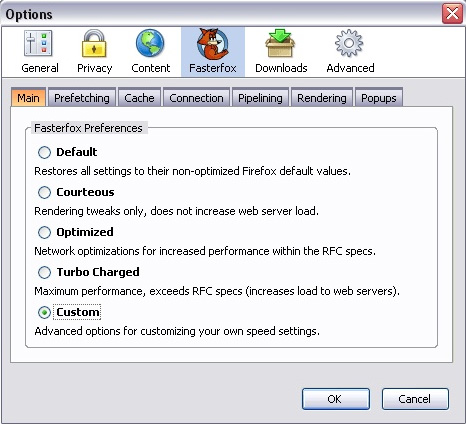 Options
General Privacy Content Fasterfox Downloads Advanced
Main Prefetching Cache Connection Pipelining Rendering Popups
Fasterfox Preferences
Default
Restores all settings to their non-optimized Firefox default values.
Courteous
Rendering tweaks only, does not increase web server load.
Optimized
Network optimizations for increased performance within the RFC specs.
Turbo Charged
Maximum performance, exceeds RFC specs (increases load to web servers).
Custom
Advanced options for customizing your own speed settings.
OK Cancel